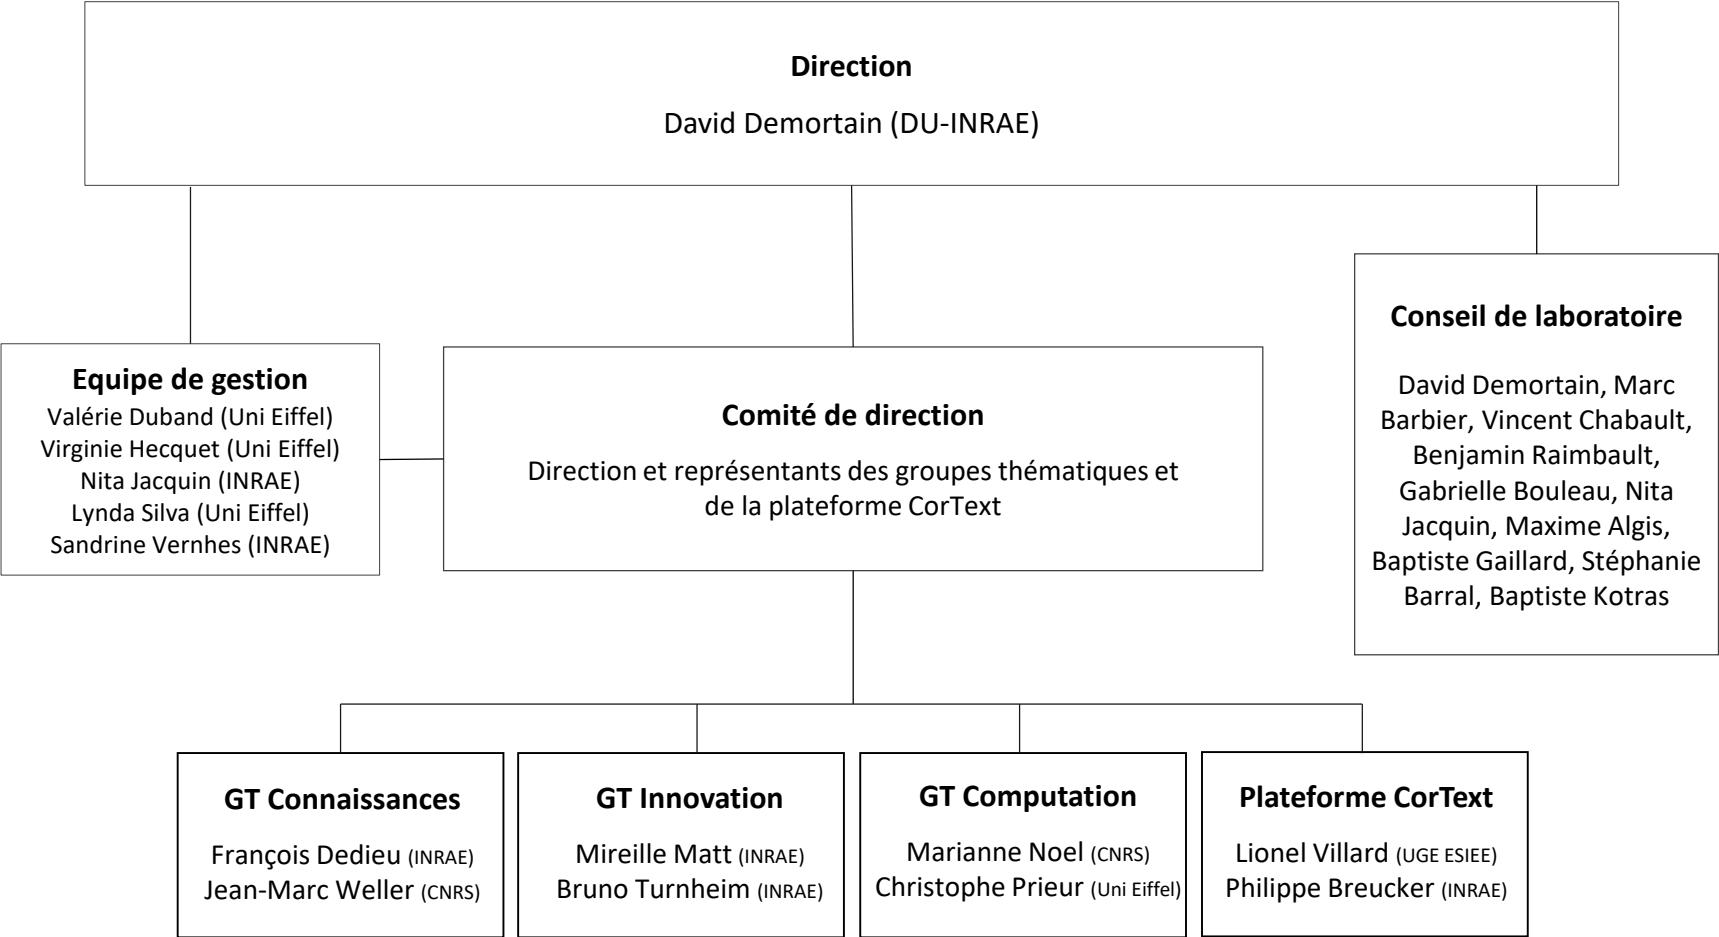 Direction
David Demortain (DU-INRAE)
Equipe de gestion
Valérie Duband (Uni Eiffel)
Virginie Hecquet (Uni Eiffel)
Nita Jacquin (INRAE)
Lynda Silva (Uni Eiffel)
Sandrine Vernhes (INRAE)
Comité de direction
Direction et représentants des groupes thématiques et
de la plateforme CorText
Conseil de laboratoire
David Demortain, Marc
Barbier, Vincent Chabault,
Benjamin Raimbault,
Gabrielle Bouleau, Nita
Jacquin, Maxime Algis,
Baptiste Gaillard, Stéphanie
Barral, Baptiste Kotras
GT Connaissances
François Dedieu (INRAE)
Jean-Marc Weller (CNRS)
GT Innovation
Mireille Matt (INRAE)
Bruno Turnheim (INRAE)
GT Computation
Marianne Noel (CNRS)
Christophe Prieur (Uni Eiffel)
Plateforme CorText
Lionel Villard (UGE ESIEE)
Philippe Breucker (INRAE)